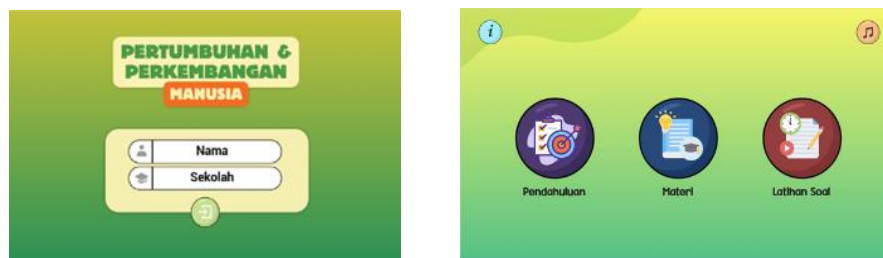 PERTUMBUHAN &
PERKEMBANGAN
MANUSIA
Nama
Sekolah
i
Pendahuluan
Materi
Latihan Soal